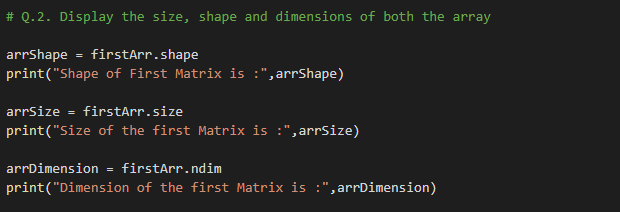 # Q.2. Display the size, shape and dimensions of both the array
arrShape = firstArr.shape
print("Shape of First Matrix is :",arrShape)
arrSize = firstArr.size
print("Size of the first Matrix is :",arrSize)
arrDimension = firstArr.ndim
print("Dimension of the first Matrix is :",arrDimension)